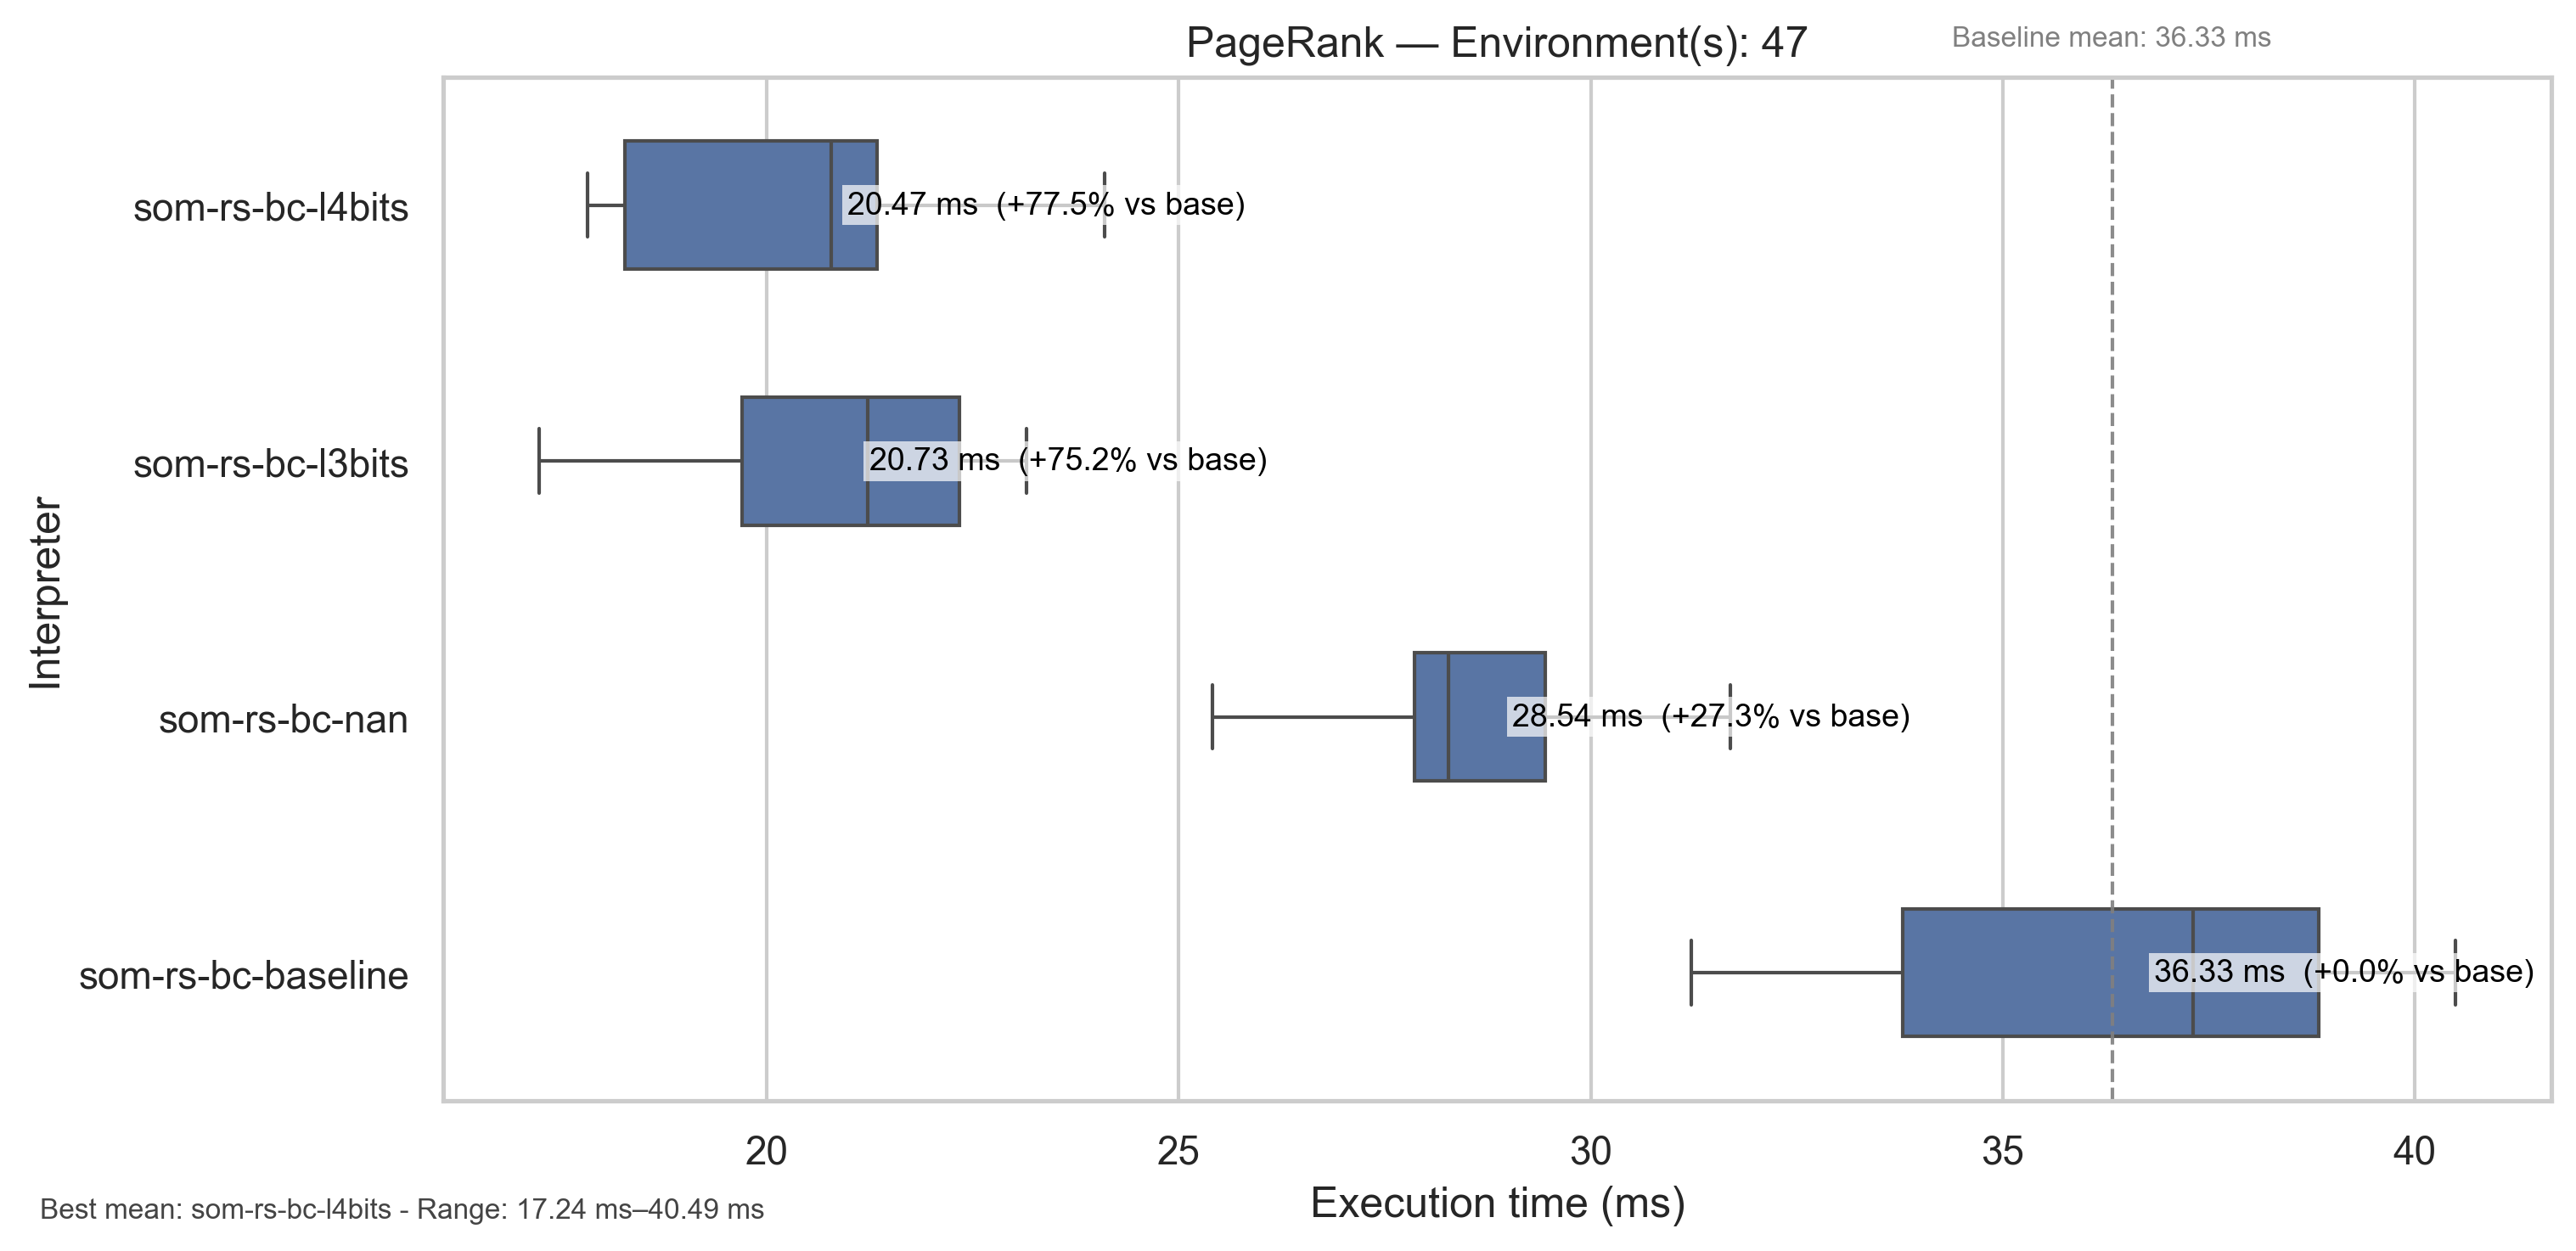 PageRank — Environment(s): 47
Baseline mean: 36.33 ms
som-rs-bc-l4bits
20.47 ms (+77.5% vs base)
som-rs-bc-l3bits
20.73 ms (+75.2% vs base)
som-rs-bc-nan
28.54 ms (+27.3% vs base)
som-rs-bc-baseline
36.33 ms (+0.0% vs base)
Interpreter
20 25 30 35 40
Execution time (ms)
Best mean: som-rs-bc-l4bits - Range: 17.24 ms–40.49 ms